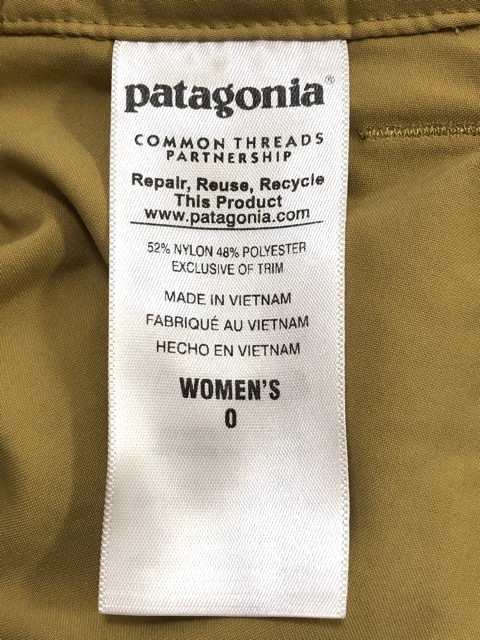 patagonia®
COMMON THREADS
PARTNERSHIP
Repair, Reuse, Recycle
This Product
www.patagonia.com
52% NYLON 48% POLYESTER
EXCLUSIVE OF TRIM
MADE IN VIETNAM
FABRIQUÉ AU VIETNAM
HECHO EN VIETNAM
WOMEN'S
0